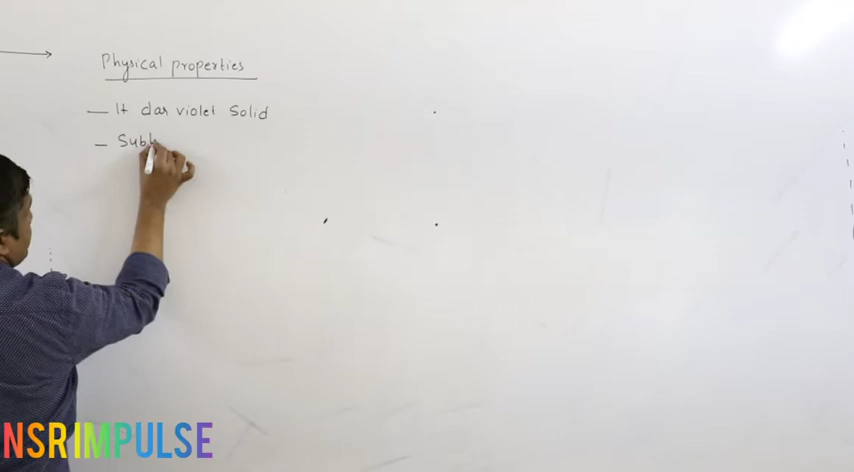 Physical properties
— It dar violet Solid
— Subl
NSRIMPULSE